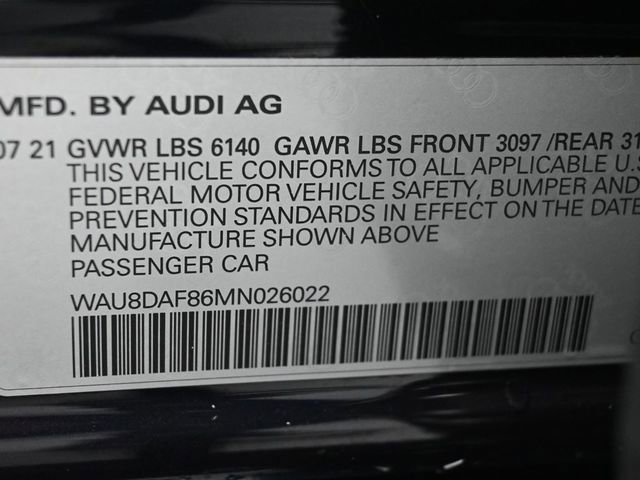 MFD. BY AUDI AG
07 21 GVWR LBS 6140 GAWR LBS FRONT 3097 /REAR 31
THIS VEHICLE CONFORMS TO ALL APPLICABLE U.S
FEDERAL MOTOR VEHICLE SAFETY, BUMPER AND
PREVENTION STANDARDS IN EFFECT ON THE DATE
MANUFACTURE SHOWN ABOVE
PASSENGER CAR
WAU8DAF86MN026022